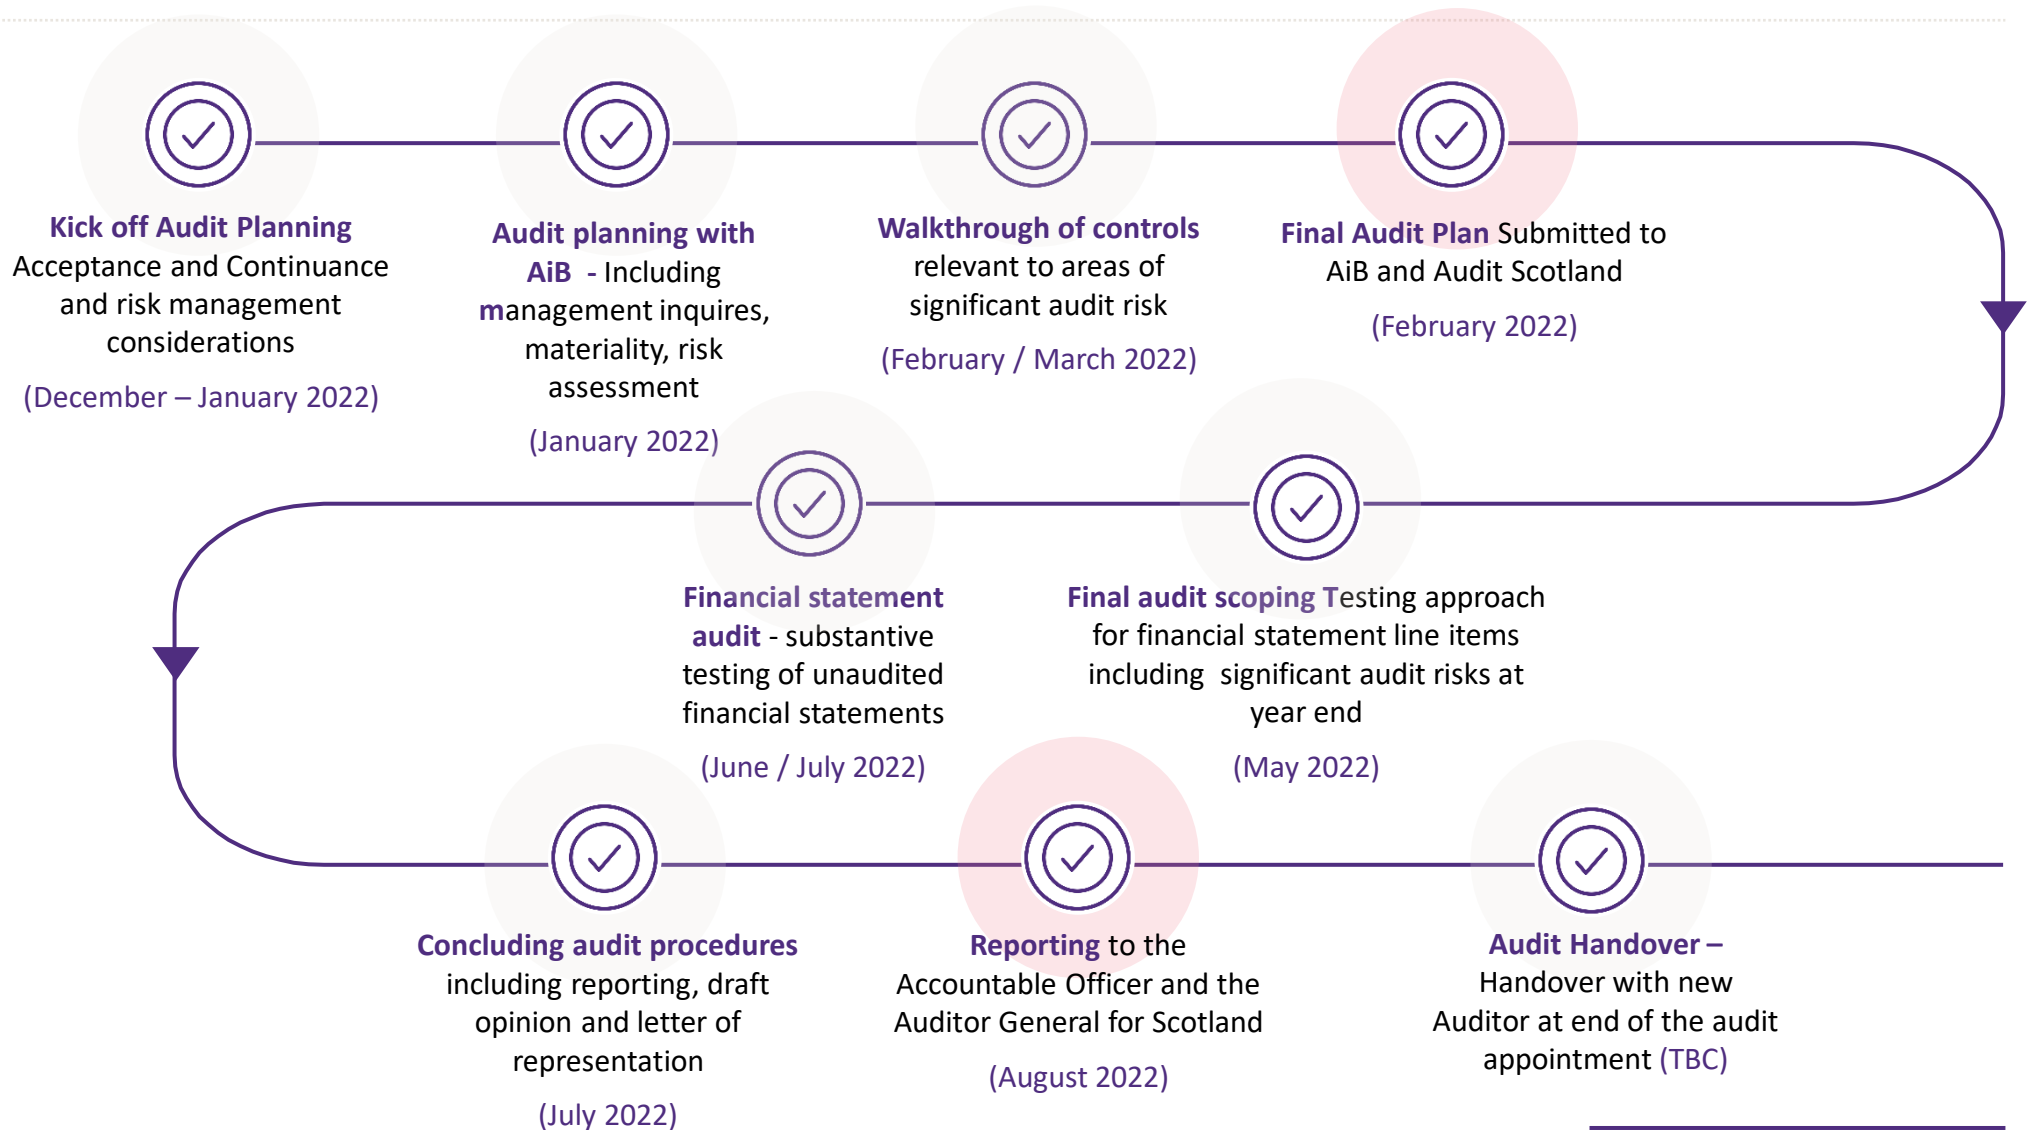 Kick off Audit Planning
Acceptance and Continuance
and risk management
considerations
(December – January 2022)
Audit planning with
AiB - Including
management inquires,
materiality, risk
assessment
(January 2022)
Walkthrough of controls
relevant to areas of
significant audit risk
(February / March 2022)
Final Audit Plan Submitted to
AiB and Audit Scotland
(February 2022)
Final audit scoping Testing approach
for financial statement line items
including significant audit risks at
year end
(May 2022)
Financial statement
audit - substantive
testing of unaudited
financial statements
(June / July 2022)
Concluding audit procedures
including reporting, draft
opinion and letter of
representation
(July 2022)
Reporting to the
Accountable Officer and the
Auditor General for Scotland
(August 2022)
Audit Handover –
Handover with new
Auditor at end of the audit
appointment (TBC)